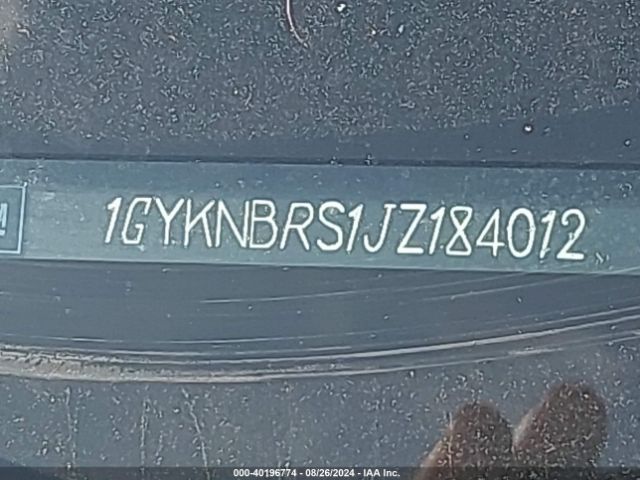 1GYKNBRS1JZ184012
000-40196774 - 08/26/2024 - IAA Inc.